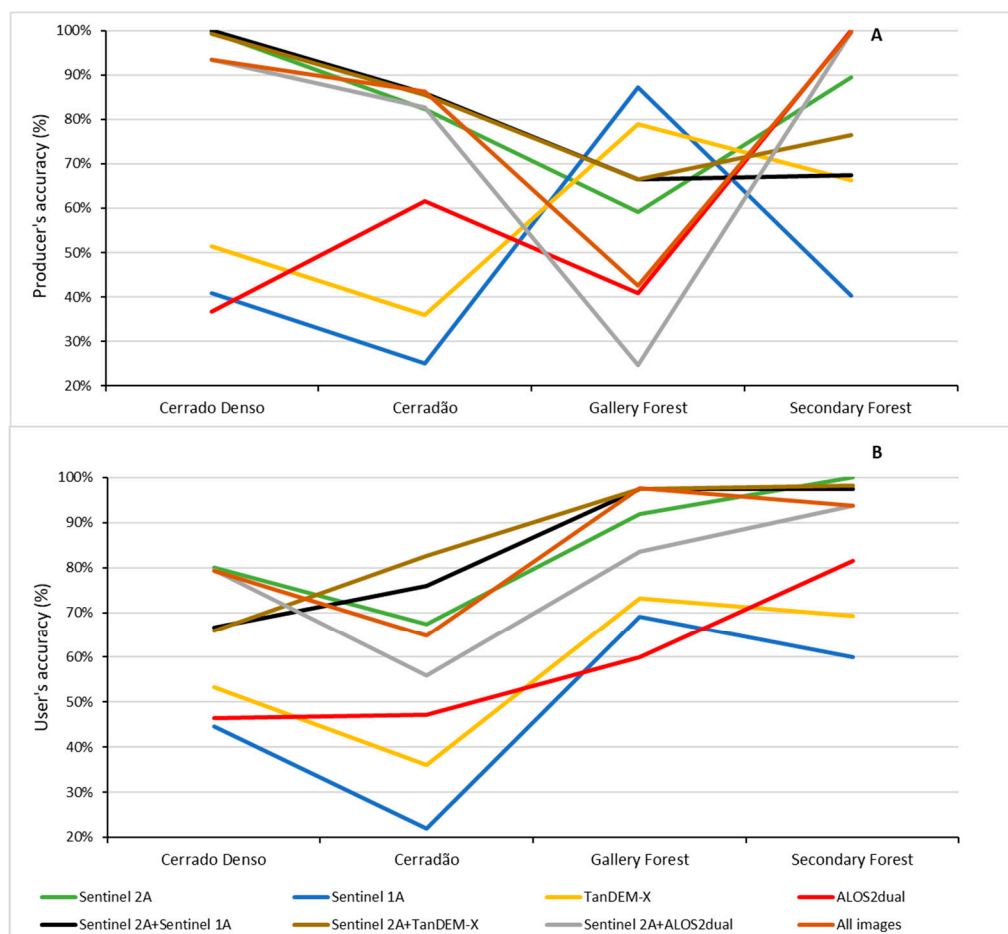 A
Producer's accuracy (%)
100%
90%
80%
70%
60%
50%
40%
30%
20%
Cerrado Denso Cerradão Gallery Forest Secondary Forest
B
User's accuracy (%)
100%
90%
80%
70%
60%
50%
40%
30%
20%
Cerrado Denso Cerradão Gallery Forest Secondary Forest
Sentinel 2A Sentinel 1A TanDEM-X ALOS2dual
Sentinel 2A+Sentinel 1A Sentinel 2A+TanDEM-X Sentinel 2A+ALOS2dual All images